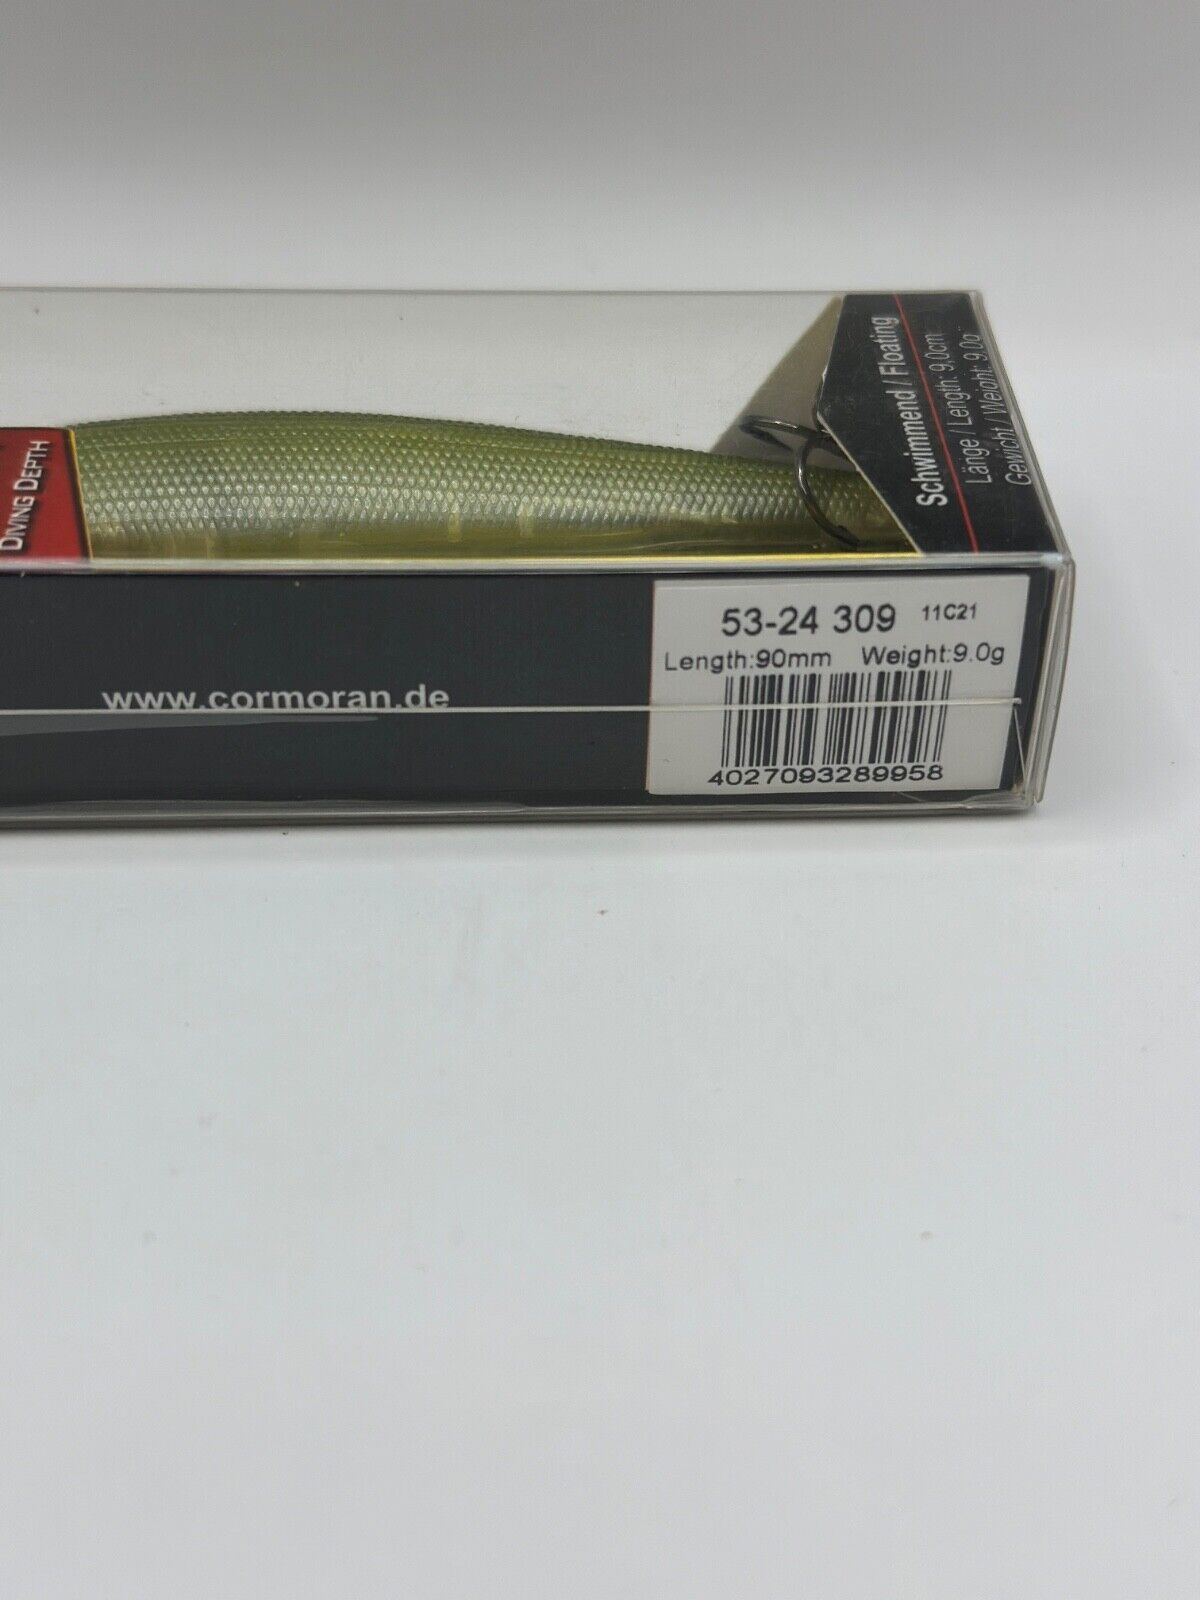 DIVING DEPTH
Schwimmend / Floating
Länge / Length: 9,0cm
Gewicht / Weight: 9.0g
53-24 309 11C21
Length:90mm Weight:9.0g
www.cormoran.de
4027093289958